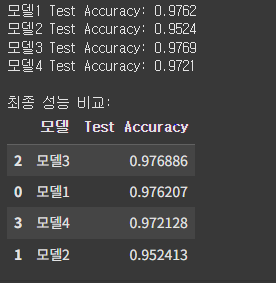 모델1 Test Accuracy: 0.9762
모델2 Test Accuracy: 0.9524
모델3 Test Accuracy: 0.9769
모델4 Test Accuracy: 0.9721
최종 성능 비교:
모델 Test Accuracy
2 모델3 0.976886
0 모델1 0.976207
3 모델4 0.972128
1 모델2 0.952413